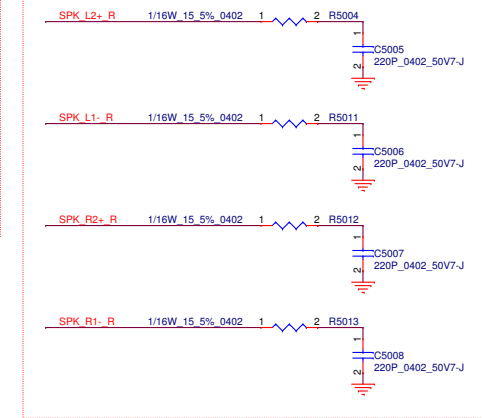 SPK_L2+_R 1/16W_15_5%_0402 1 2 R5004
1
C5005
220P_0402_50V7-J
2
SPK_L1-_R 1/16W_15_5%_0402 1 2 R5011
1
C5006
220P_0402_50V7-J
2
SPK_R2+_R 1/16W_15_5%_0402 1 2 R5012
1
C5007
220P_0402_50V7-J
2
SPK_R1-_R 1/16W_15_5%_0402 1 2 R5013
1
C5008
220P_0402_50V7-J
2